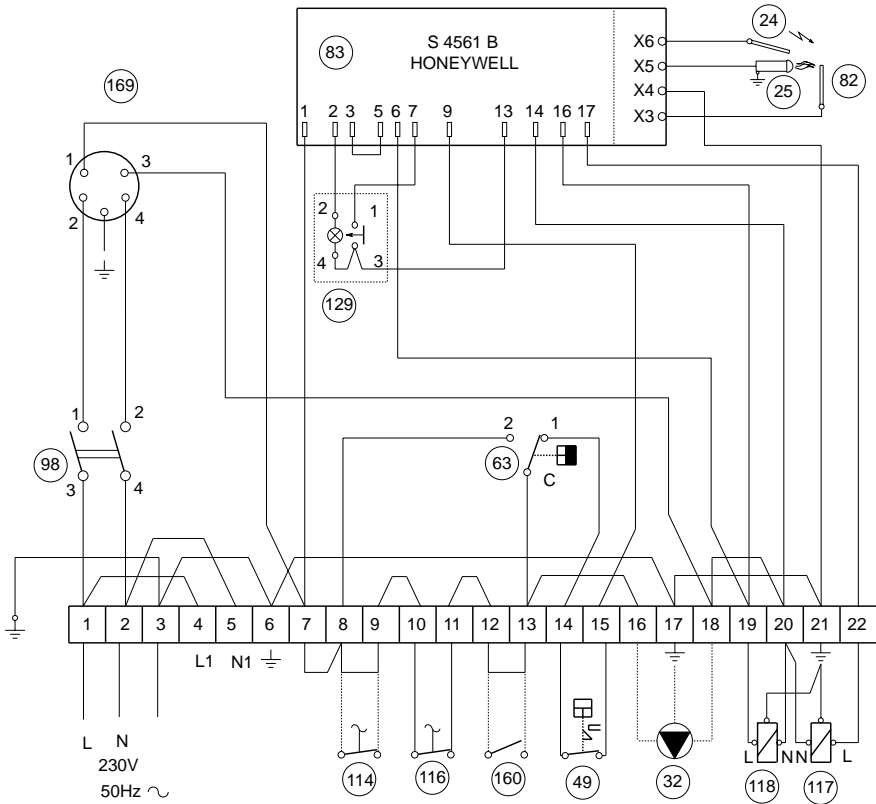 S 4561 B
HONEYWELL
83
X6
X5
X4
X3
24
25
82
169
1 2 3 5 6 7 9 13 14 16 17
1 3
2 4
2 1
4 3
129
1 2
98
3 4
2 1
63
C
1 2 3 4 5 6 7 8 9 10 11 12 13 14 15 16 17 18 19 20 21 22
L1 N1
L N
230V
50Hz
114
116
160
49
32
L N N L
118
117